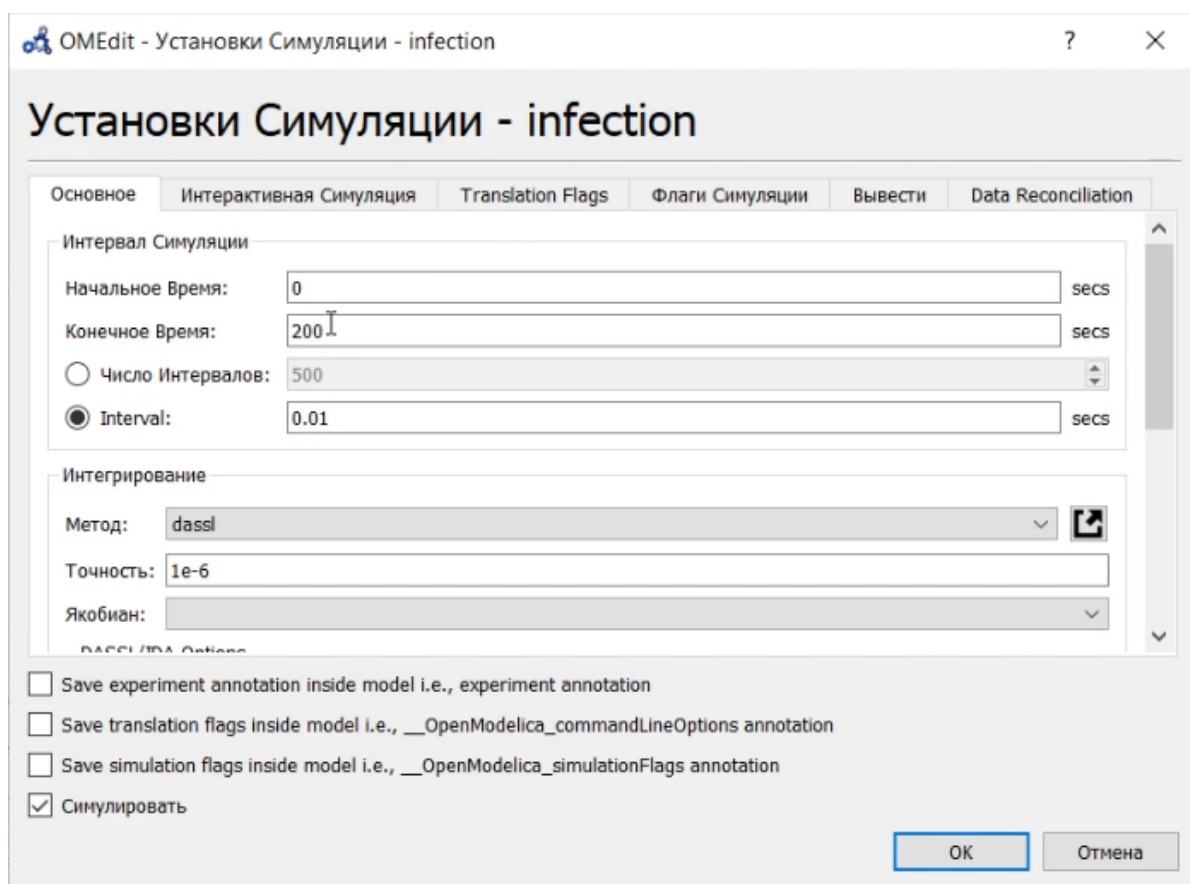 OMEdit - Установки Симуляции - infection
?
Установки Симуляции - infection
Основное Интерактивная Симуляция Translation Flags Флаги Симуляции Вывести Data Reconciliation
Интервал Симуляции
Начальное Время: 0 secs
Конечное Время: 200 secs
Число Интервалов: 500
Interval: 0.01 secs
Интегрирование
Метод: dassl
Точность: 1e-6
Якобиан:
DASSL/IDA Options
Save experiment annotation inside model i.e., experiment annotation
Save translation flags inside model i.e., __OpenModelica_commandLineOptions annotation
Save simulation flags inside model i.e., __OpenModelica_simulationFlags annotation
Симулировать
OK Отмена